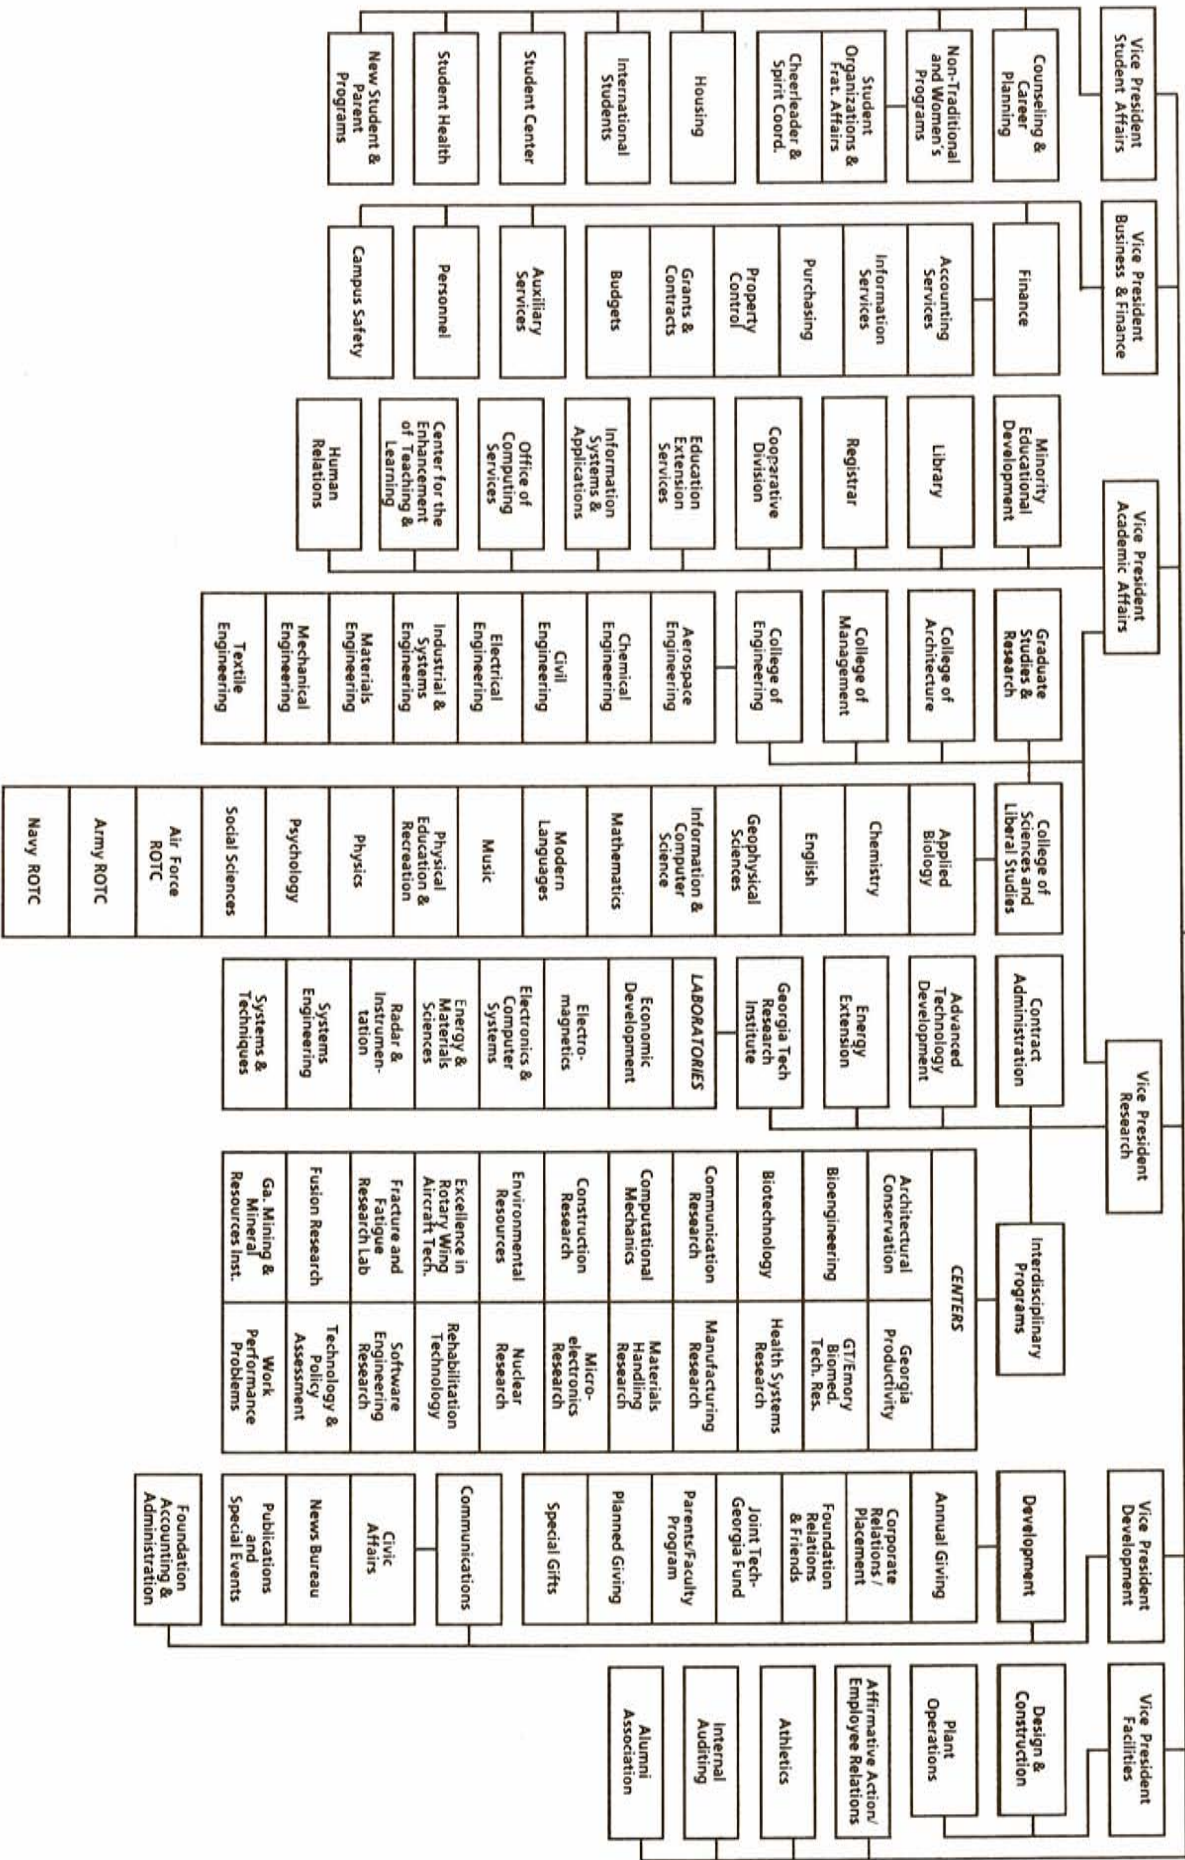 Vice President
Student Affairs
Counseling &
Career
Planning
Non-Traditional
and Women's
Programs
Student
Organizations &
Frat. Affairs
Cheerleader &
Spirit Coord.
Housing
International
Students
Student Center
Student Health
New Student &
Parent
Programs
Vice President
Business & Finance
Finance
Accounting
Services
Information
Services
Purchasing
Property
Control
Grants &
Contracts
Budgets
Auxiliary
Services
Personnel
Campus Safety
Vice President
Academic Affairs
Minority
Educational
Development
Library
Registrar
Cooparative
Division
Education
Extension
Services
Information
Systems &
Applications
Office of
Computing
Services
Center for the
Enhancement
of Teaching &
Learning
Human
Relations
Graduate
Studies &
Research
College of
Architecture
College of
Management
College of
Engineering
Aerospace
Engineering
Chemical
Engineering
Civil
Engineering
Electrical
Engineering
Industrial &
Systems
Engineering
Materials
Engineering
Mechanical
Engineering
Textile
Engineering
College of
Sciences and
Liberal Studies
Applied
Biology
Chemistry
English
Geophysical
Sciences
Information &
Computer
Science
Mathematics
Modern
Languages
Music
Physical
Education &
Recreation
Physics
Psychology
Social Sciences
Air Force
ROTC
Army ROTC
Navy ROTC
Vice President
Research
Contract
Administration
Advanced
Technology
Development
Energy
Extension
Georgia Tech
Research
Institute
LABORATORIES
Economic
Development
Electro-
magnetics
Electronics &
Computer
Systems
Energy &
Materials
Sciences
Radar &
Instrumen-
tation
Systems
Engineering
Systems &
Techniques
Interdisciplinary
Programs
CENTERS
Architectural
Conservation
Bioengineering
Biotechnology
Communication
Research
Computational
Mechanics
Construction
Research
Environmental
Resources
Excellence in
Rotary Wing
Aircraft Tech.
Fracture and
Fatigue
Research Lab
Fusion Research
Ga. Mining &
Mineral
Resources Inst.
Georgia
Productivity
GT/Emory
Biomed.
Tech. Res.
Health Systems
Research
Manufacturing
Research
Materials
Handling
Research
Micro-
electronics
Research
Nuclear
Research
Rehabilitation
Technology
Software
Engineering
Research
Technology &
Policy
Assessment
Work
Performance
Problems
Vice President
Development
Development
Annual Giving
Corporate
Relations /
Placement
Foundation
Relations
& Friends
Joint Tech-
Georgia Fund
Parents/Faculty
Program
Planned Giving
Special Gifts
Communications
Civic
Affairs
News Bureau
Publications
and
Special Events
Foundation
Accounting &
Administration
Vice President
Facilities
Design &
Construction
Plant
Operations
Affirmative Action/
Employee Relations
Athletics
Internal
Auditing
Alumni
Association